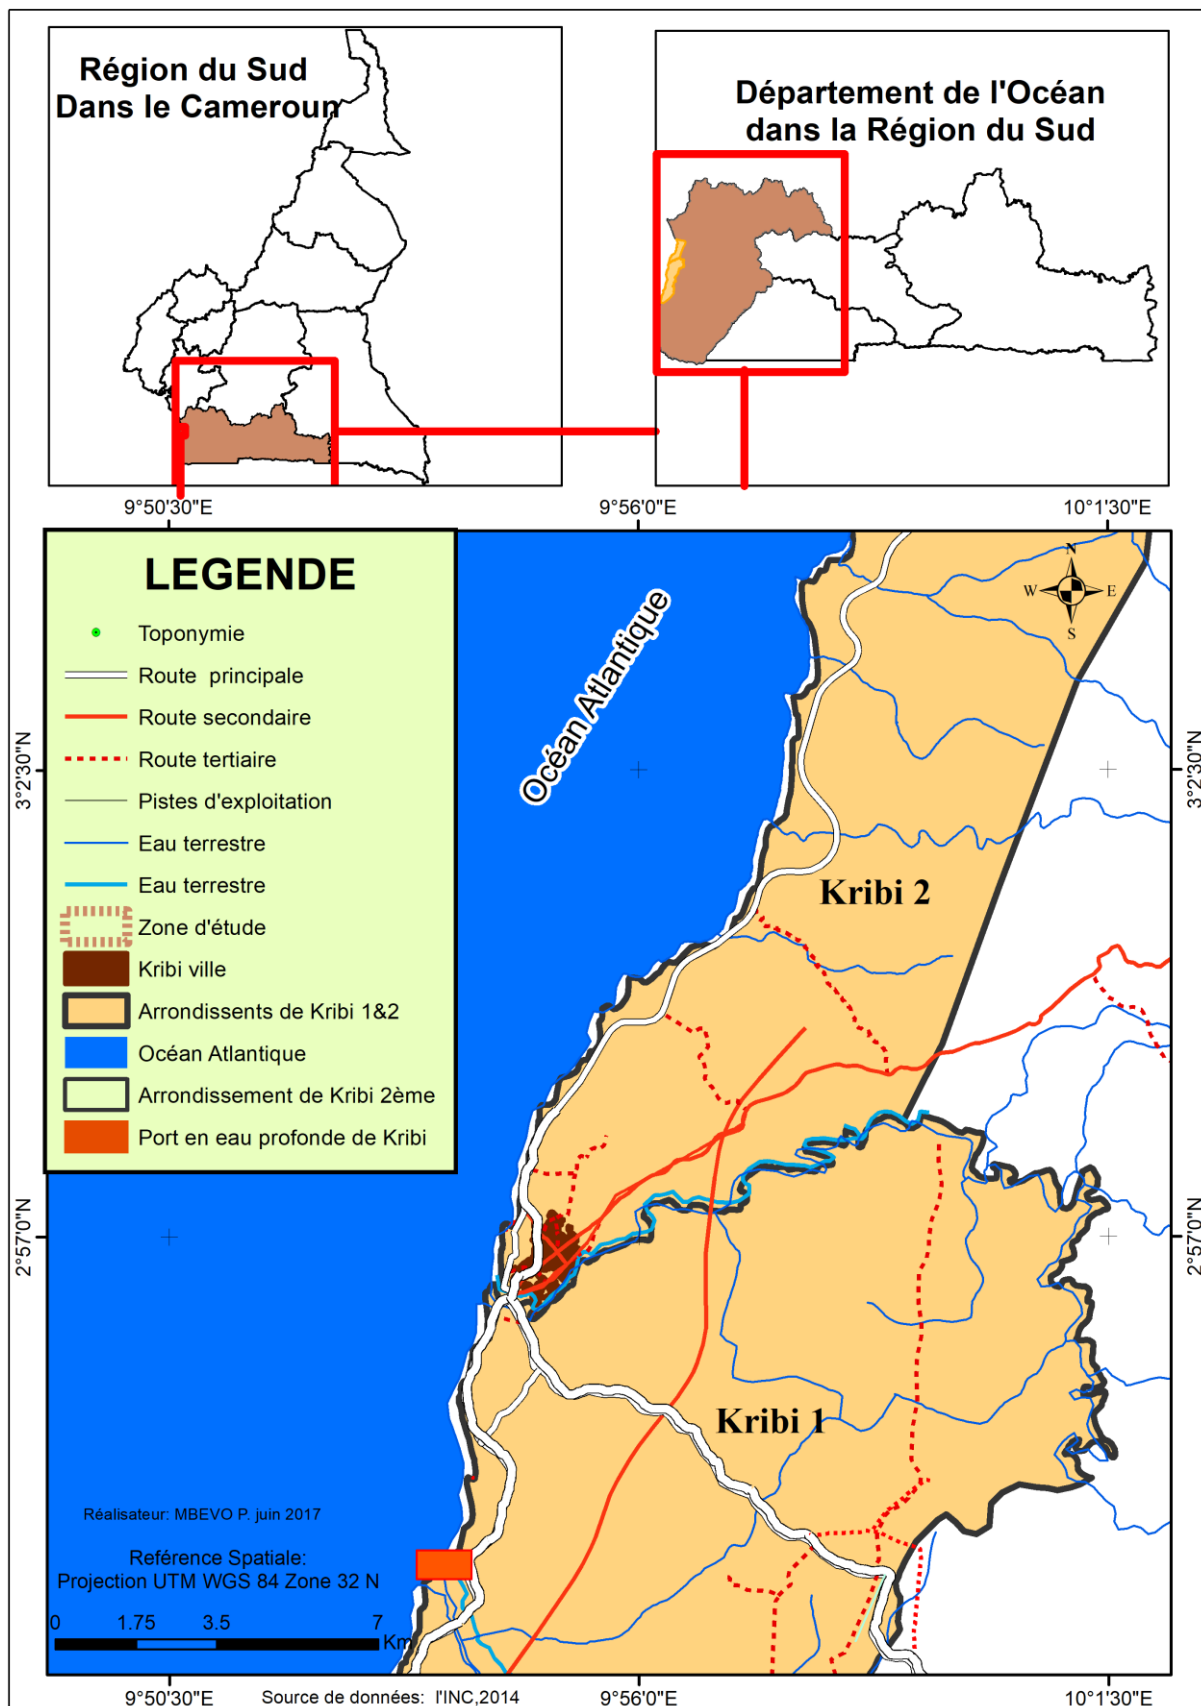 Région du Sud
Dans le Cameroun
Département de l'Océan
dans la Région du Sud
9°50'30"E
9°56'0"E
10°1'30"E
LEGENDE
Toponymie
Route principale
Route secondaire
Route tertiaire
Pistes d'exploitation
Eau terrestre
Eau terrestre
Zone d'étude
Kribi ville
Arrondissents de Kribi 1&2
Océan Atlantique
Arrondissement de Kribi 2ème
Port en eau profonde de Kribi
Océan Atlantique
N
W
E
S
3°2'30"N
3°2'30"N
Kribi 2
2°57'0"N
2°57'0"N
Kribi 1
Réalisateur: MBEVO P. juin 2017
Reférence Spatiale:
Projection UTM WGS 84 Zone 32 N
0 1.75 3.5 7
Km
9°50'30"E
Source de données: l'INC,2014
9°56'0"E
10°1'30"E